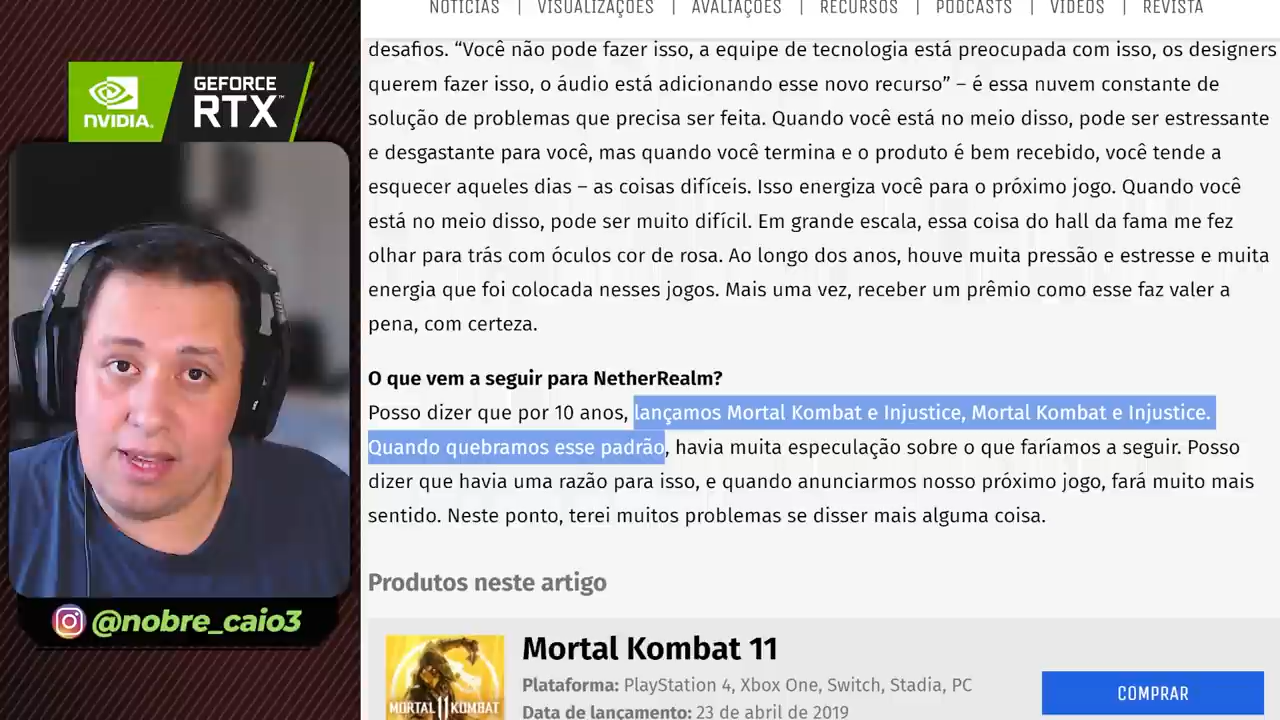 NOTÍCIAS | VISUALIZAÇÕES | AVALIAÇÕES | RECURSOS | PODCASTS | VÍDEOS | REVISTA
desafios. “Você não pode fazer isso, a equipe de tecnologia está preocupada com isso, os designers
querem fazer isso, o áudio está adicionando esse novo recurso” – é essa nuvem constante de
solução de problemas que precisa ser feita. Quando você está no meio disso, pode ser estressante
e desgastante para você, mas quando você termina e o produto é bem recebido, você tende a
esquecer aqueles dias – as coisas difíceis. Isso energiza você para o próximo jogo. Quando você
está no meio disso, pode ser muito difícil. Em grande escala, essa coisa do hall da fama me fez
olhar para trás com óculos cor de rosa. Ao longo dos anos, houve muita pressão e estresse e muita
energia que foi colocada nesses jogos. Mais uma vez, receber um prêmio como esse faz valer a
pena, com certeza.
O que vem a seguir para NetherRealm?
Posso dizer que por 10 anos, lançamos Mortal Kombat e Injustice, Mortal Kombat e Injustice.
Quando quebramos esse padrão, havia muita especulação sobre o que faríamos a seguir. Posso
dizer que havia uma razão para isso, e quando anunciarmos nosso próximo jogo, fará muito mais
sentido. Neste ponto, terei muitos problemas se disser mais alguma coisa.
Produtos neste artigo
Mortal Kombat 11
Plataforma: PlayStation 4, Xbox One, Switch, Stadia, PC
Data de lançamento: 23 de abril de 2019
COMPRAR
MORTAL 11 KOMBAT
NVIDIA.
GEFORCE
RTX™
@nobre_caio3